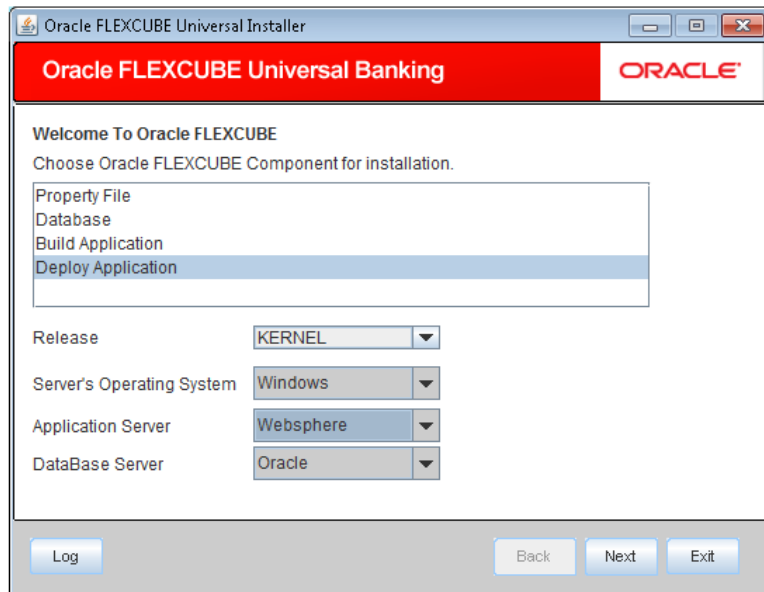 Oracle FLEXCUBE Universal Installer
Oracle FLEXCUBE Universal Banking
ORACLE
Welcome To Oracle FLEXCUBE
Choose Oracle FLEXCUBE Component for installation.
Property File
Database
Build Application
Deploy Application
Release KERNEL
Server's Operating System Windows
Application Server Websphere
DataBase Server Oracle
Log Back Next Exit